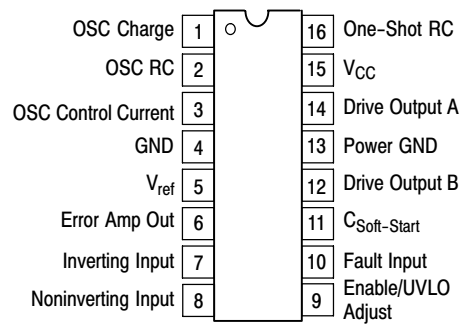 OSC Charge 1 16 One-Shot RC
OSC RC 2 15 VCC
OSC Control Current 3 14 Drive Output A
GND 4 13 Power GND
Vref 5 12 Drive Output B
Error Amp Out 6 11 CSoft-Start
Inverting Input 7 10 Fault Input
Noninverting Input 8 9 Enable/UVLO
Adjust